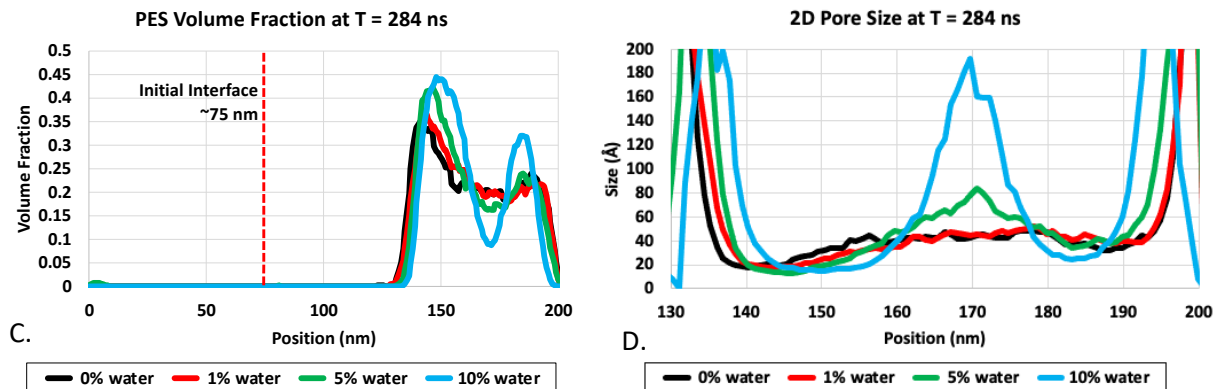 PES Volume Fraction at T = 284 ns
Volume Fraction
0.5
0.45
0.4
0.35
0.3
0.25
0.2
0.15
0.1
0.05
0
Initial Interface
~75 nm
0 50 100 150 200
Position (nm)
C.
0% water 1% water 5% water 10% water
2D Pore Size at T = 284 ns
Size (Å)
200
180
160
140
120
100
80
60
40
20
0
130 140 150 160 170 180 190 200
Position (nm)
D.
0% water 1% water 5% water 10% water